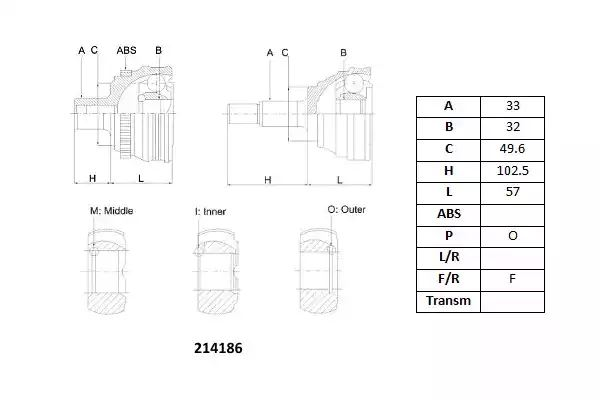 A C ABS B
A C B
H L
H L
M: Middle
I: Inner
O: Outer
214186
A 33
B 32
C 49.6
H 102.5
L 57
ABS
P O
L/R
F/R F
Transm